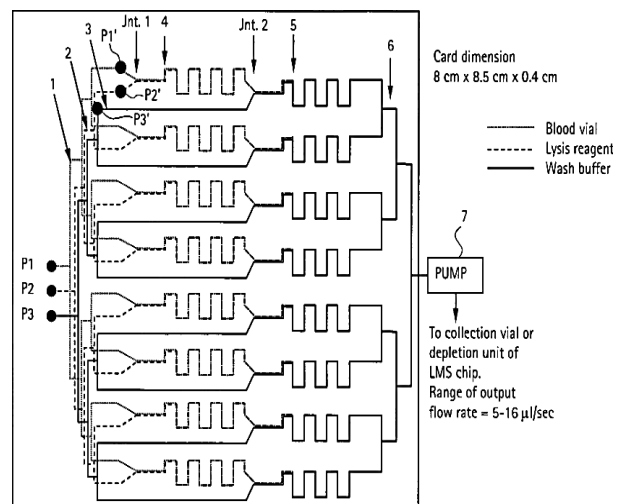 Jnt. 1
4
Jnt. 2
5
3
P1'
2
6
Card dimension
8 cm x 8.5 cm x 0.4 cm
P2'
P3'
1
Blood vial
Lysis reagent
Wash buffer
7
P1
P2
P3
PUMP
To collection vial or
depletion unit of
LMS chip.
Range of output
flow rate = 5-16 μl/sec